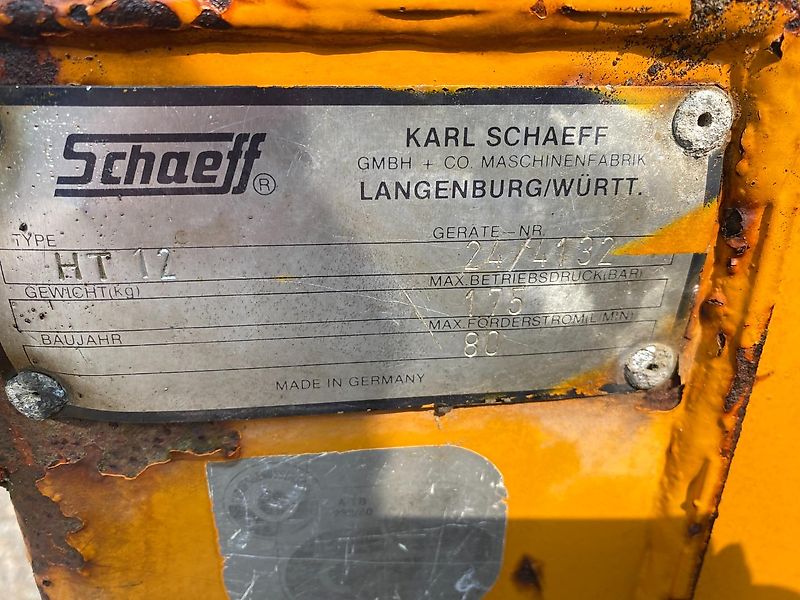 Schaeff ®
KARL SCHAEFF
GMBH + CO. MASCHINENFABRIK
LANGENBURG/WÜRTT.
TYPE
HT 12
GERÄTE-NR.
24/4132
GEWICHT(kg)
MAX.BETRIEBSDRUCK(BAR)
175
BAUJAHR
MAX.FÖRDERSTROM(L MIN)
80
MADE IN GERMANY